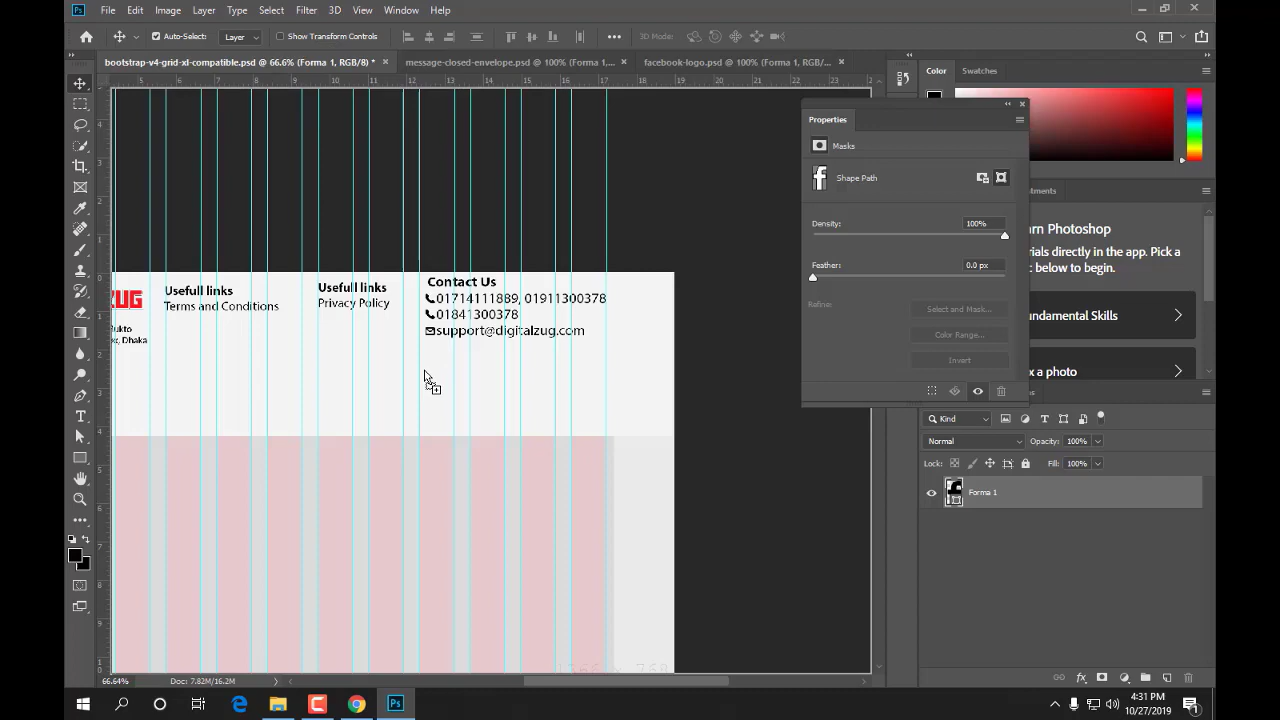 File Edit Image Layer Type Select Filter 3D View Window Help
Auto-Select: Layer Show Transform Controls 3D Mode:
bootstrap-v4-grid-xl-compatible.psd @ 66.6% (Forma 1, RGB/8) *
message-closed-envelope.psd @ 100% (Forma 1,...
facebook-logo.psd @ 100% (Forma 1, RGB/...
Color Swatches
Properties
Masks
Shape Path
Density: 100%
Feather: 0.0 px
Refine:
Select and Mask...
Color Range...
Invert
ZUG
Usefull links
Terms and Conditions
Usefull links
Privacy Policy
Contact Us
01714111889, 01911300378
01841300378
support@digitalzug.com
x, Dhaka
1366 x 768
rn Photoshop
rials directly in the app. Pick a
ic below to begin.
ndamental Skills
x a photo
Kind
Normal Opacity: 100%
Lock: Fill: 100%
Forma 1
66.64% Doc: 7.82M/16.2M
4:31 PM
10/27/2019